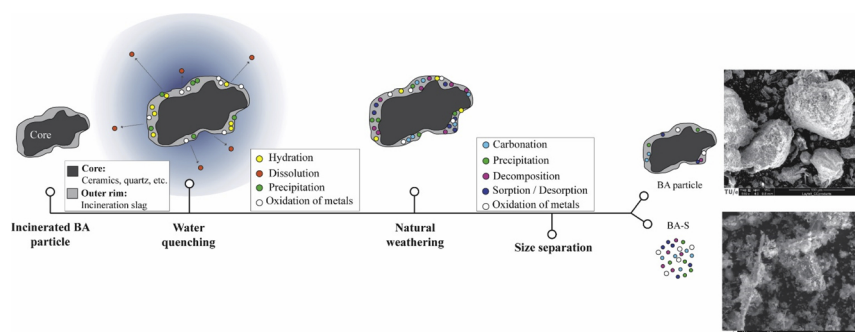 Core
Core:
Ceramics, quartz, etc.
Outer rim:
Incineration slag
Hydration
Dissolution
Precipitation
Oxidation of metals
Carbonation
Precipitation
Decomposition
Sorption / Desorption
Oxidation of metals
BA particle
BA-S
Incinerated BA
particle
Water
quenching
Natural
weathering
Size separation
TU/e